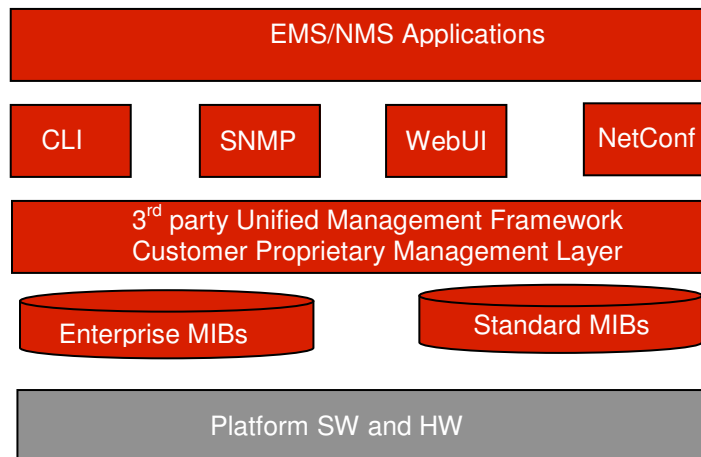 EMS/NMS Applications
CLI
SNMP
WebUI
NetConf
3rd party Unified Management Framework
Customer Proprietary Management Layer
Enterprise MIBs
Standard MIBs
Platform SW and HW